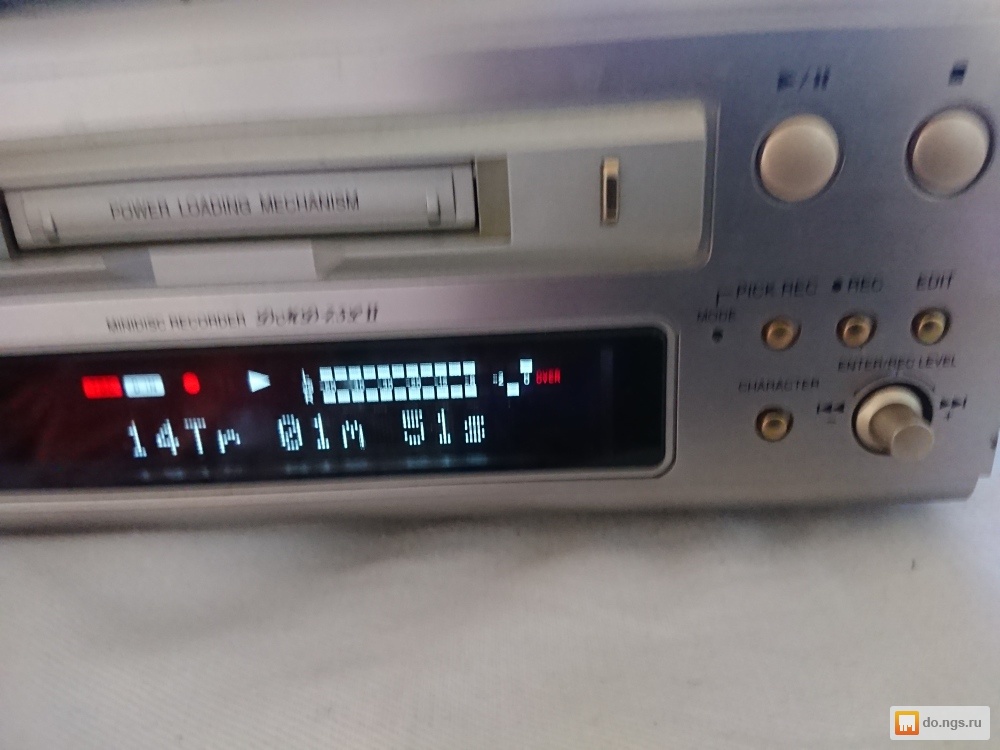 POWER LOADING MECHANISM
MINIDISC RECORDER
PICK REC
REC
EDIT
MODE
ENTER/REC LEVEL
CHARACTER
OVER
OVER
14Tr 01m 51s
do.ngs.ru